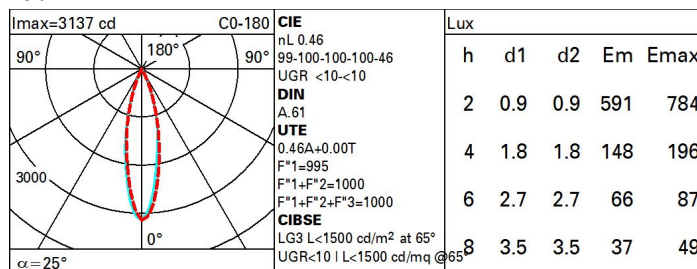 Imax=3137 cd C0-180
90° 180° 90°
3000
0°
α=25°
CIE
nL 0.46
99-100-100-100-46
UGR <10-<10
DIN
A.61
UTE
0.46A+0.00T
F"1=995
F"1+F"2=1000
F"1+F"2+F"3=1000
CIBSE
LG3 L<1500 cd/m² at 65°
UGR<10 | L<1500 cd/mq @65°
Lux
h d1 d2 Em Emax
2 0.9 0.9 591 784
4 1.8 1.8 148 196
6 2.7 2.7 66 87
8 3.5 3.5 37 49